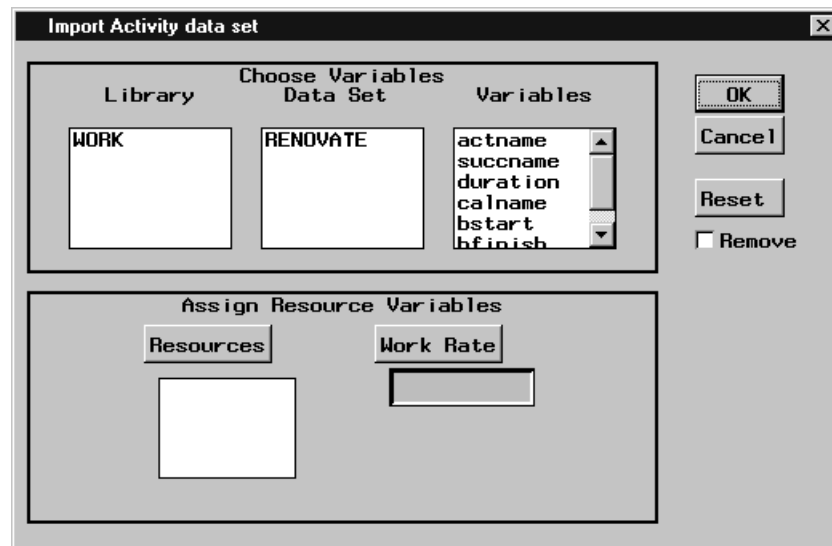 Import Activity data set
Choose Variables
Library Data Set Variables
OK
WORK RENOVATE actname
succname
duration
calname
bstart
bfinish
Cancel
Reset
Remove
Assign Resource Variables
Resources Work Rate